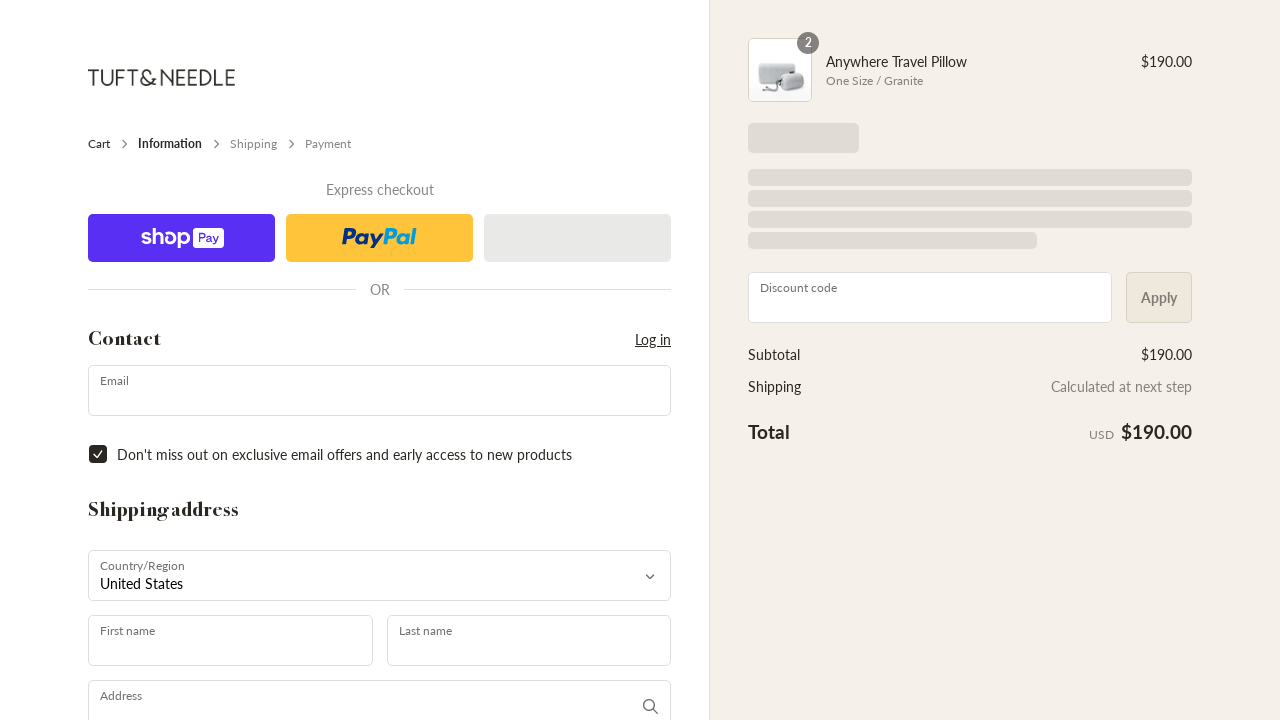 TUFT & NEEDLE
Cart > Information > Shipping > Payment
Express checkout
shop Pay
PayPal
OR
Contact
Log in
Email
Don't miss out on exclusive email offers and early access to new products
Shipping address
Country/Region
United States
First name
Last name
Address
2
Anywhere Travel Pillow
$190.00
One Size / Granite
Discount code
Apply
Subtotal
$190.00
Shipping
Calculated at next step
Total
USD $190.00